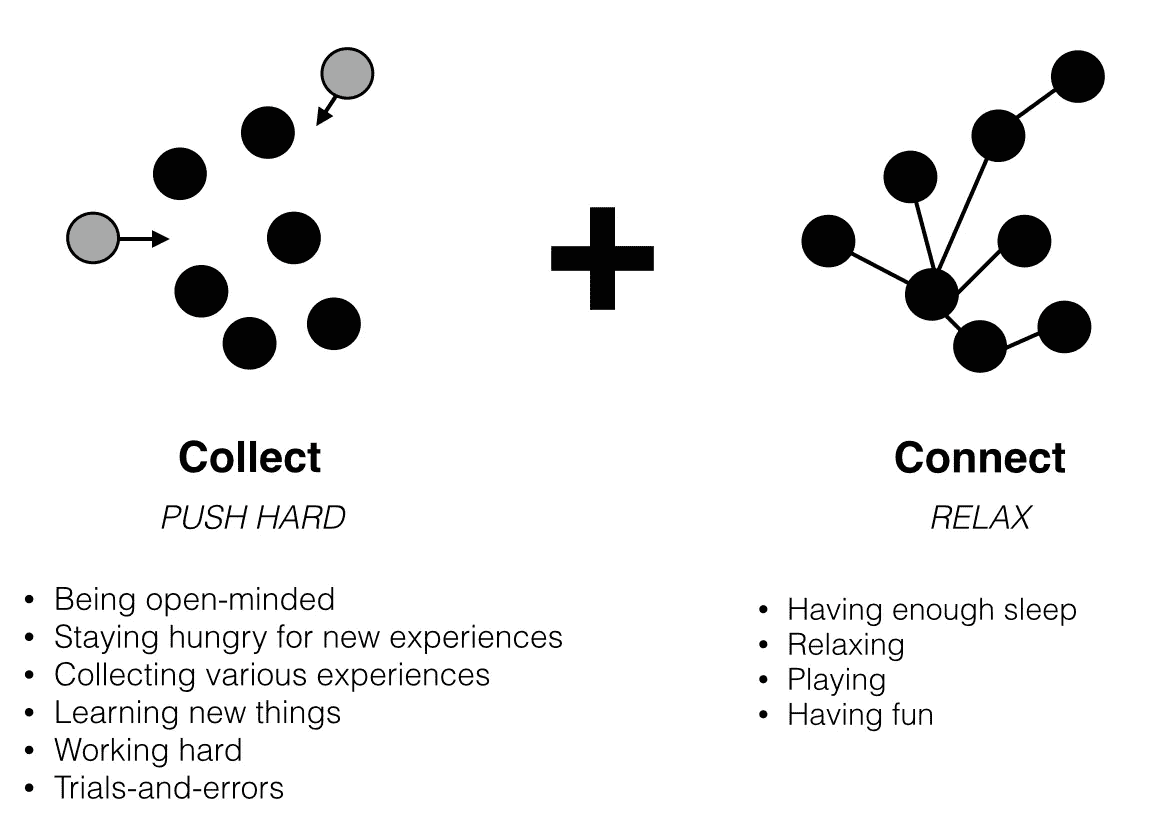 Collect
PUSH HARD
• Being open-minded
• Staying hungry for new experiences
• Collecting various experiences
• Learning new things
• Working hard
• Trials-and-errors
Connect
RELAX
• Having enough sleep
• Relaxing
• Playing
• Having fun